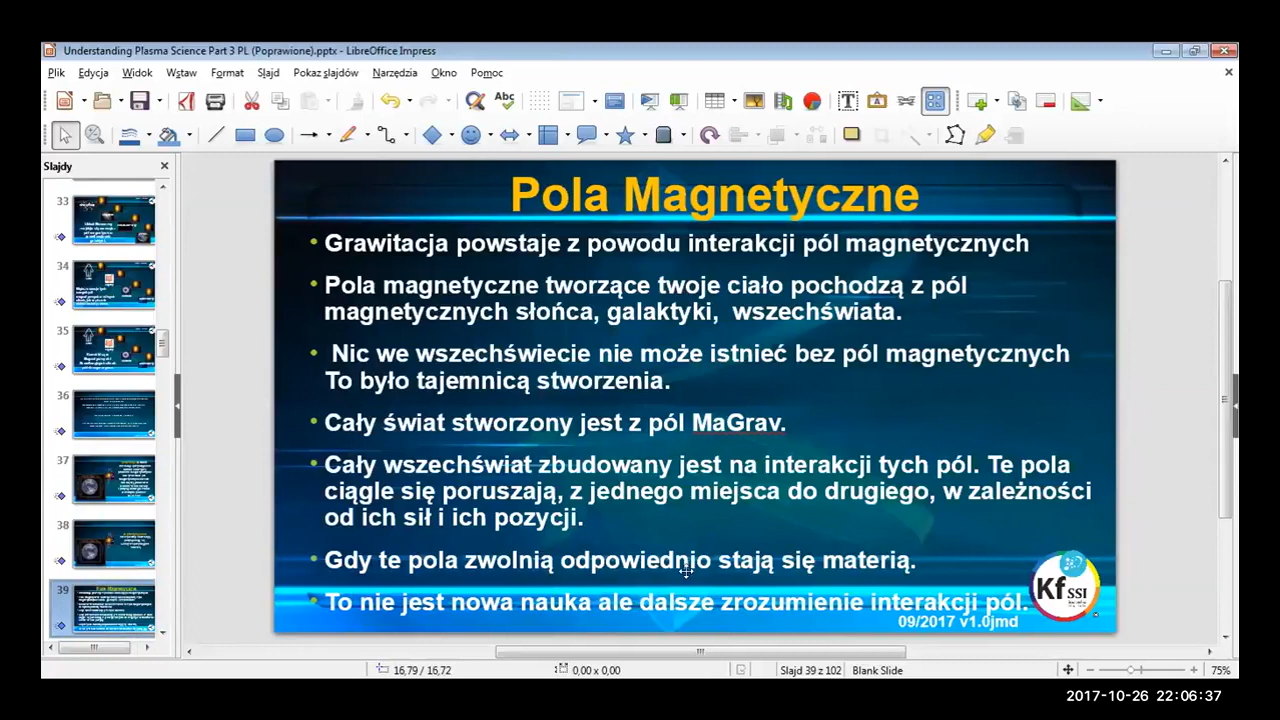 Understanding Plasma Science Part 3 PL (Poprawione).pptx - LibreOffice Impress
Plik Edycja Widok Wstaw Format Slajd Pokaz slajdów Narzędzia Okno Pomoc
Abc
Slajdy
33
34
35
36
37
38
39
Pola Magnetyczne
• Grawitacja powstaje z powodu interakcji pól magnetycznych
• Pola magnetyczne tworzące twoje ciało pochodzą z pól
magnetycznych słońca, galaktyki, wszechświata.
• Nic we wszechświecie nie może istnieć bez pól magnetycznych
To było tajemnicą stworzenia.
• Cały świat stworzony jest z pól MaGrav.
• Cały wszechświat zbudowany jest na interakcji tych pól. Te pola
ciągle się poruszają, z jednego miejsca do drugiego, w zależności
od ich sił i ich pozycji.
• Gdy te pola zwolnią odpowiednio stają się materią.
• To nie jest nowa nauka ale dalsze zrozumienie interakcji pól.
Kf SSI
09/2017 v1.0jmd
16,79 / 16,72 0,00 x 0,00 Slajd 39 z 102 Blank Slide 75%
2017-10-26 22:06:37